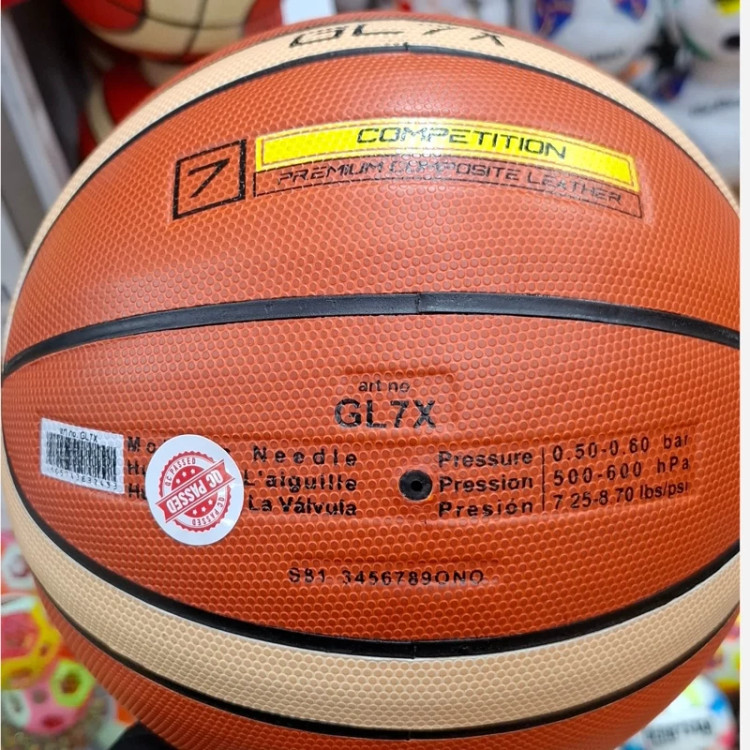 GL7X
7
COMPETITION
PREMIUM COMPOSITE LEATHER
art no
GL7X
art.no. GL7X
Needle
L'aiguille
La Válvula
QC PASSED
Pressure 0.50-0.60 bar
Pression 500-600 hPa
Presión 7.25-8.70 lbs/psi
S81 3456789OND